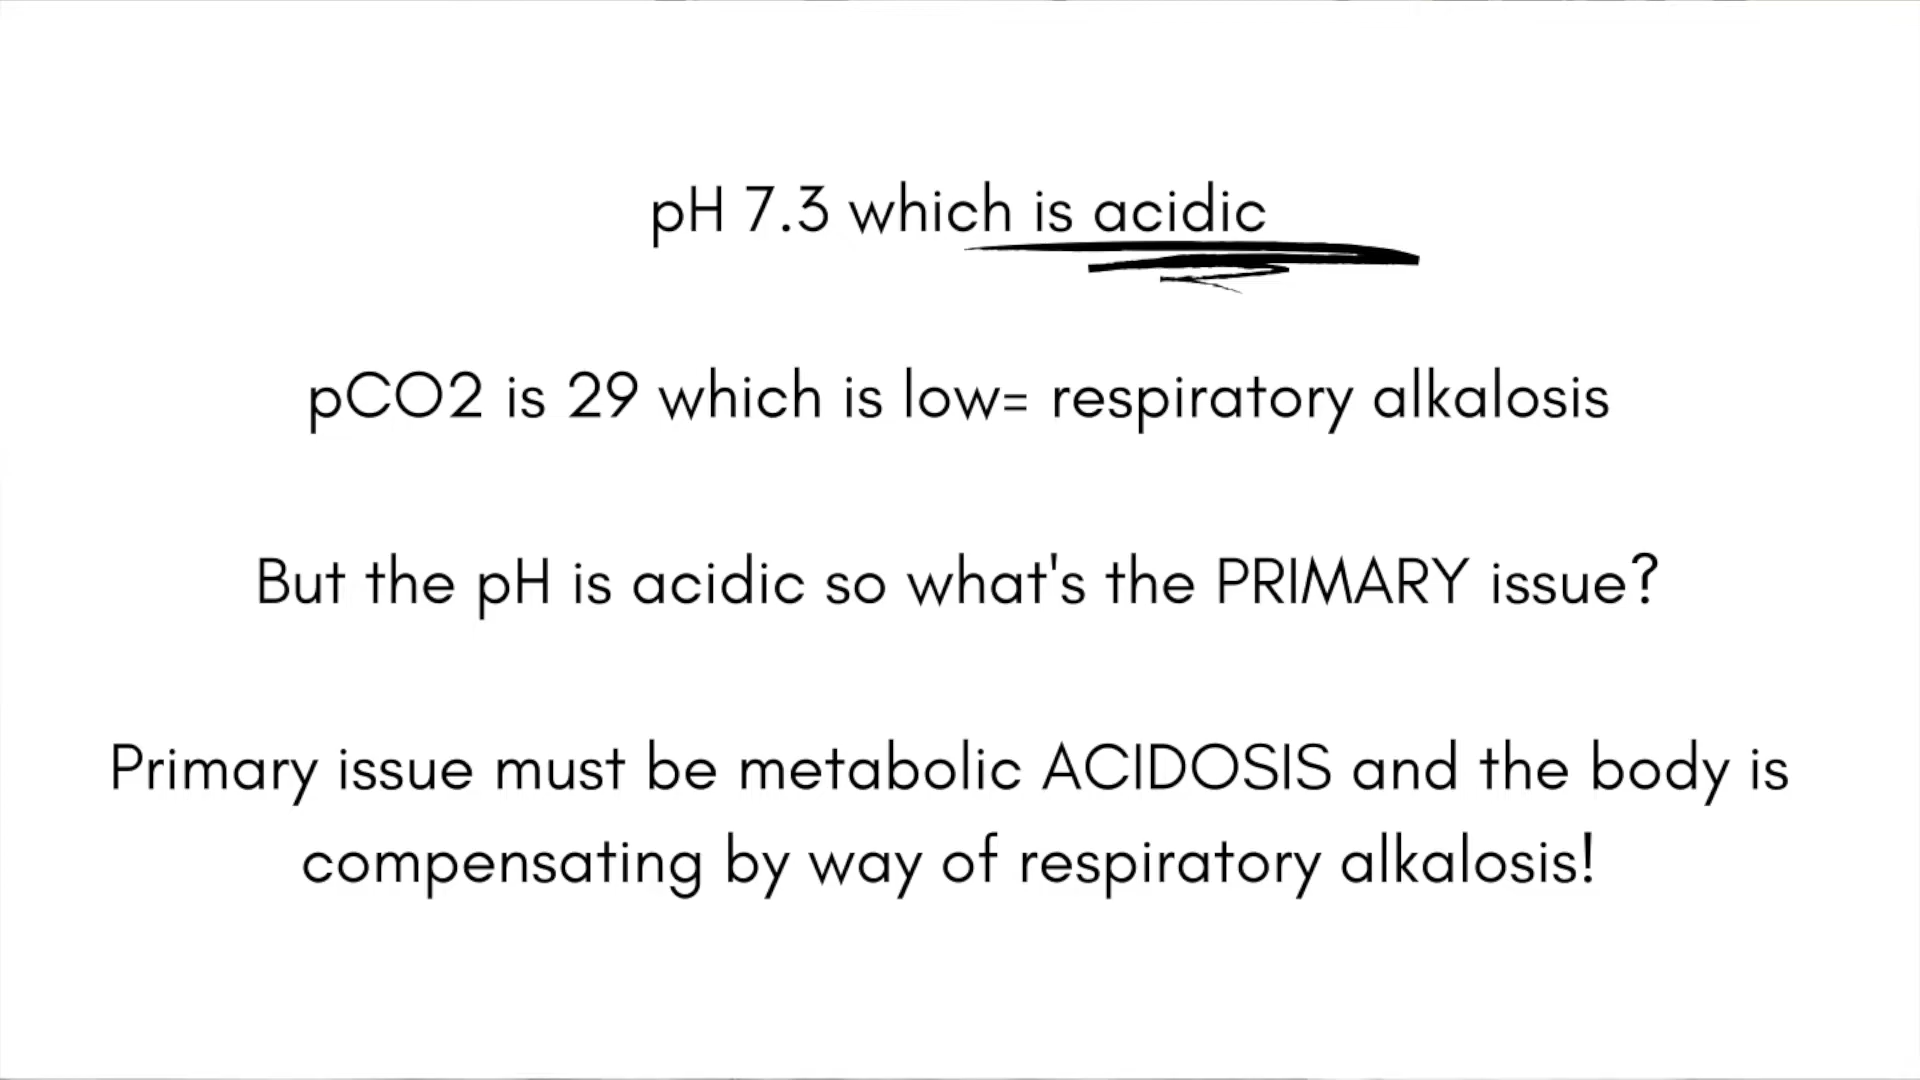 pH 7.3 which is acidic
pCO2 is 29 which is low= respiratory alkalosis
But the pH is acidic so what's the PRIMARY issue?
Primary issue must be metabolic ACIDOSIS and the body is
compensating by way of respiratory alkalosis!